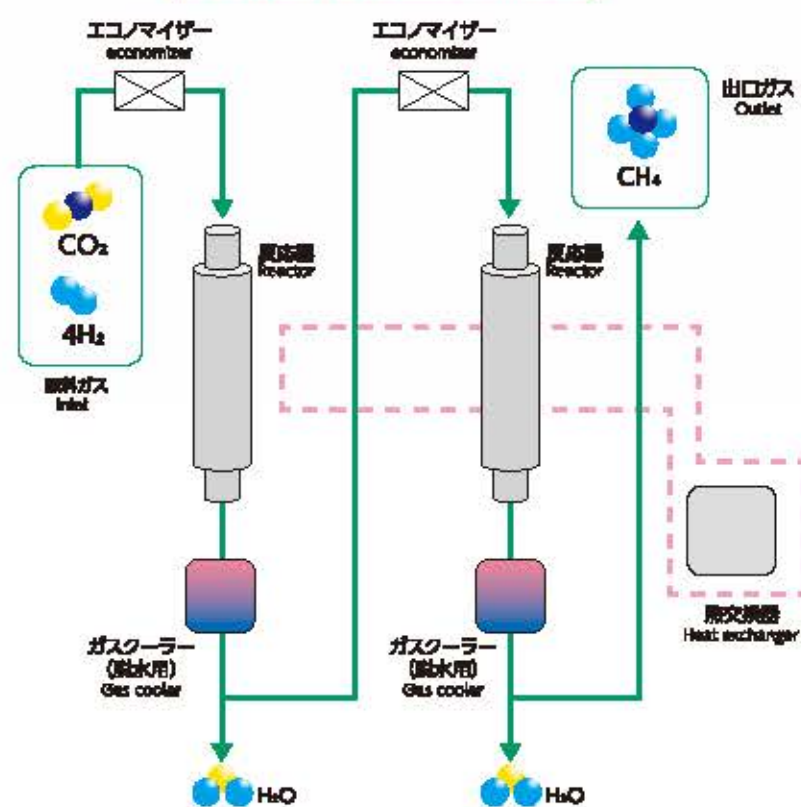 エコノマイザー
economizer
エコノマイザー
economizer
出口ガス
Outlet
CH₄
CO₂
4H₂
原料ガス
Inlet
反応器
Reactor
反応器
Reactor
熱交換器
Heat exchanger
ガスクーラー
(脱水用)
Gas cooler
ガスクーラー
(脱水用)
Gas cooler
H₂O
H₂O